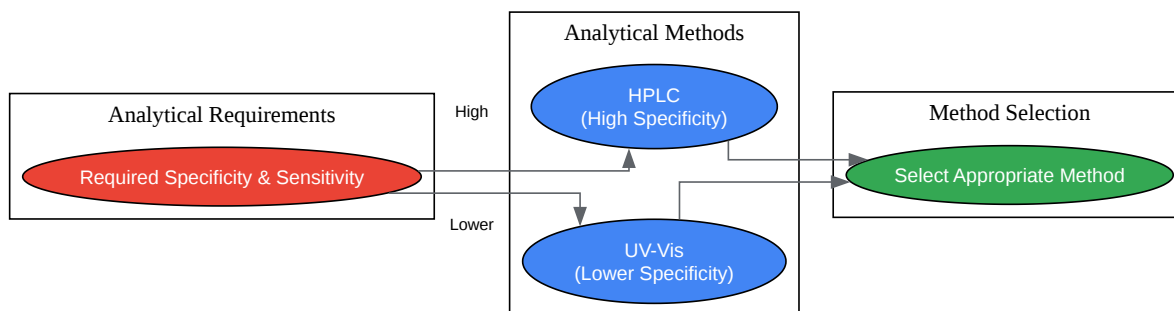 Analytical Requirements
Required Specificity & Sensitivity
High
Lower
Analytical Methods
HPLC
(High Specificity)
UV-Vis
(Lower Specificity)
Method Selection
Select Appropriate Method